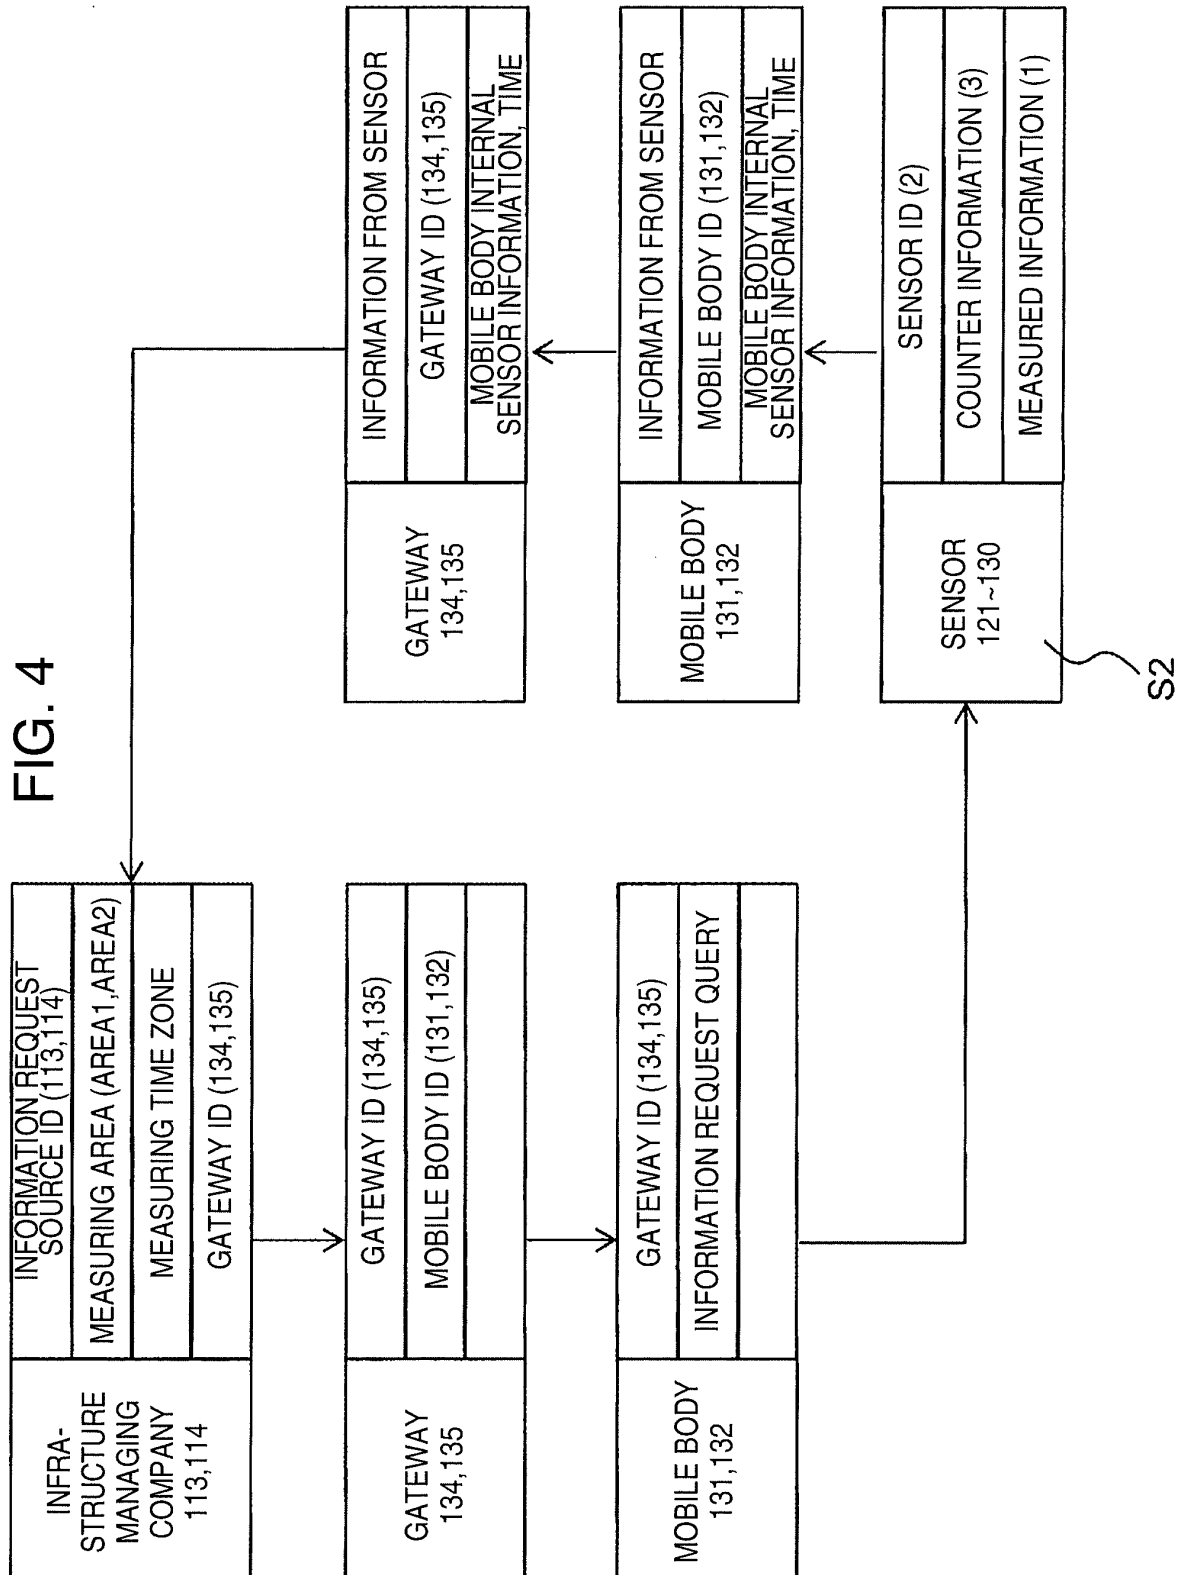 FIG. 4
INFRA-
STRUCTURE
MANAGING
COMPANY
113,114
INFORMATION REQUEST
SOURCE ID (113,114)
MEASURING AREA (AREA1,AREA2)
MEASURING TIME ZONE
GATEWAY ID (134,135)
GATEWAY
134,135
GATEWAY ID (134,135)
MOBILE BODY ID (131,132)
MOBILE BODY
131,132
GATEWAY ID (134,135)
INFORMATION REQUEST QUERY
GATEWAY
134,135
INFORMATION FROM SENSOR
GATEWAY ID (134,135)
MOBILE BODY INTERNAL
SENSOR INFORMATION, TIME
MOBILE BODY
131,132
INFORMATION FROM SENSOR
MOBILE BODY ID (131,132)
MOBILE BODY INTERNAL
SENSOR INFORMATION, TIME
SENSOR
121~130
SENSOR ID (2)
COUNTER INFORMATION (3)
MEASURED INFORMATION (1)
S2